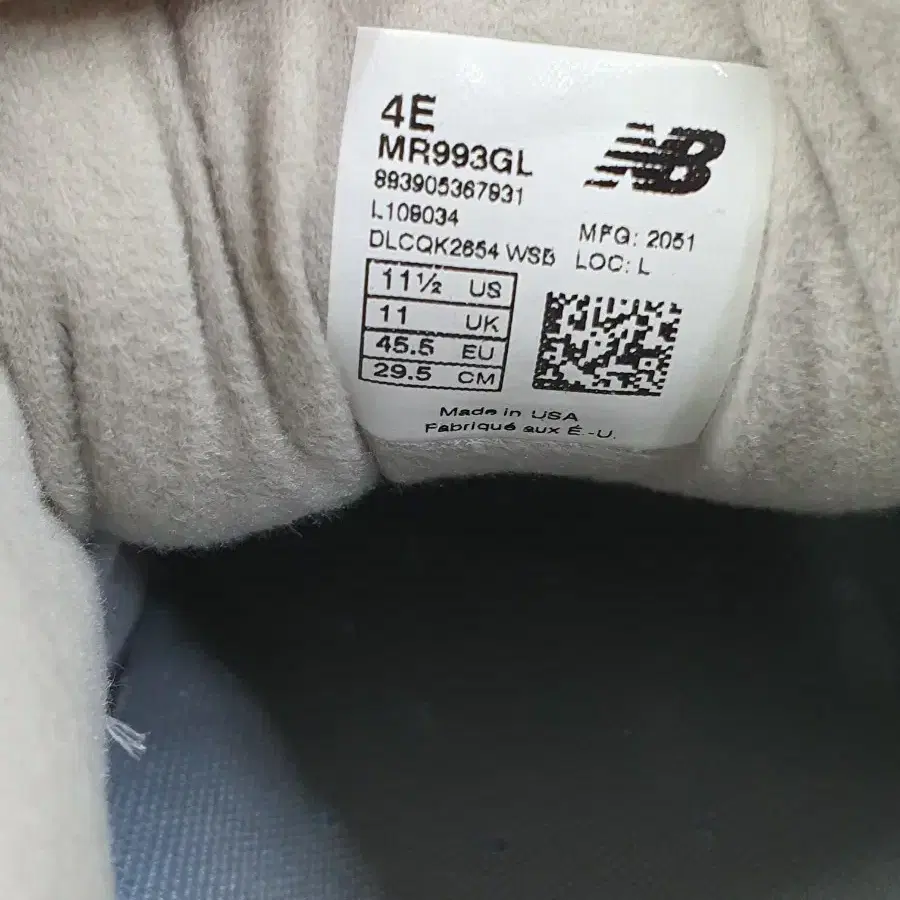 4E
MR993GL
893905367931
L109034
DLCQK2654 WSB
NB
MFG: 2051
LOC: L
11½ US
11 UK
45.5 EU
29.5 CM
Made in USA
Fabriqué aux É.-U.